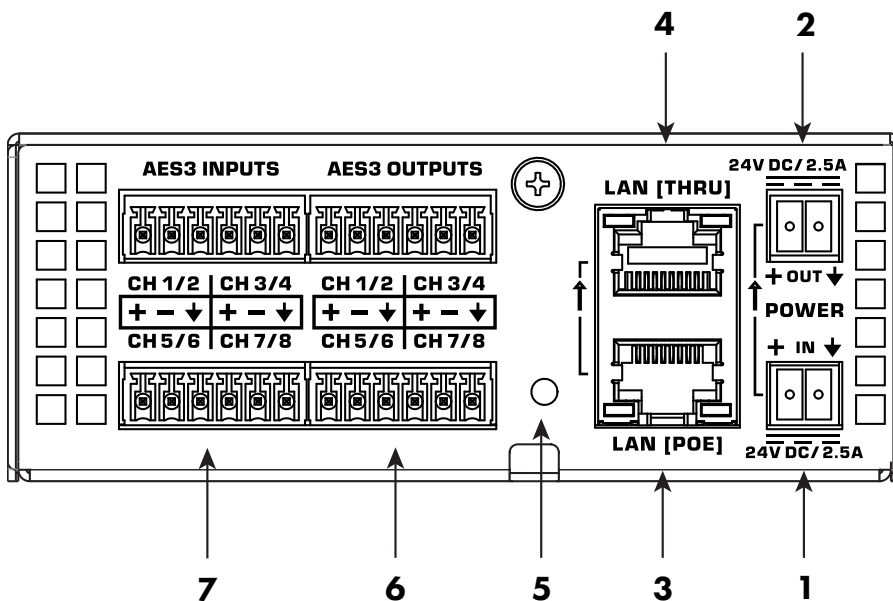 4 2
AES3 INPUTS AES3 OUTPUTS
24V DC/ 2.5A
LAN [THRU]
CH 1/2 CH 3/4 CH 1/2 CH 3/4
+ OUT
+ - + - + - + -
POWER
CH 5/6 CH 7/8 CH 5/6 CH 7/8
+ IN
LAN [POE]
24V DC/ 2.5A
7 6 5 3 1